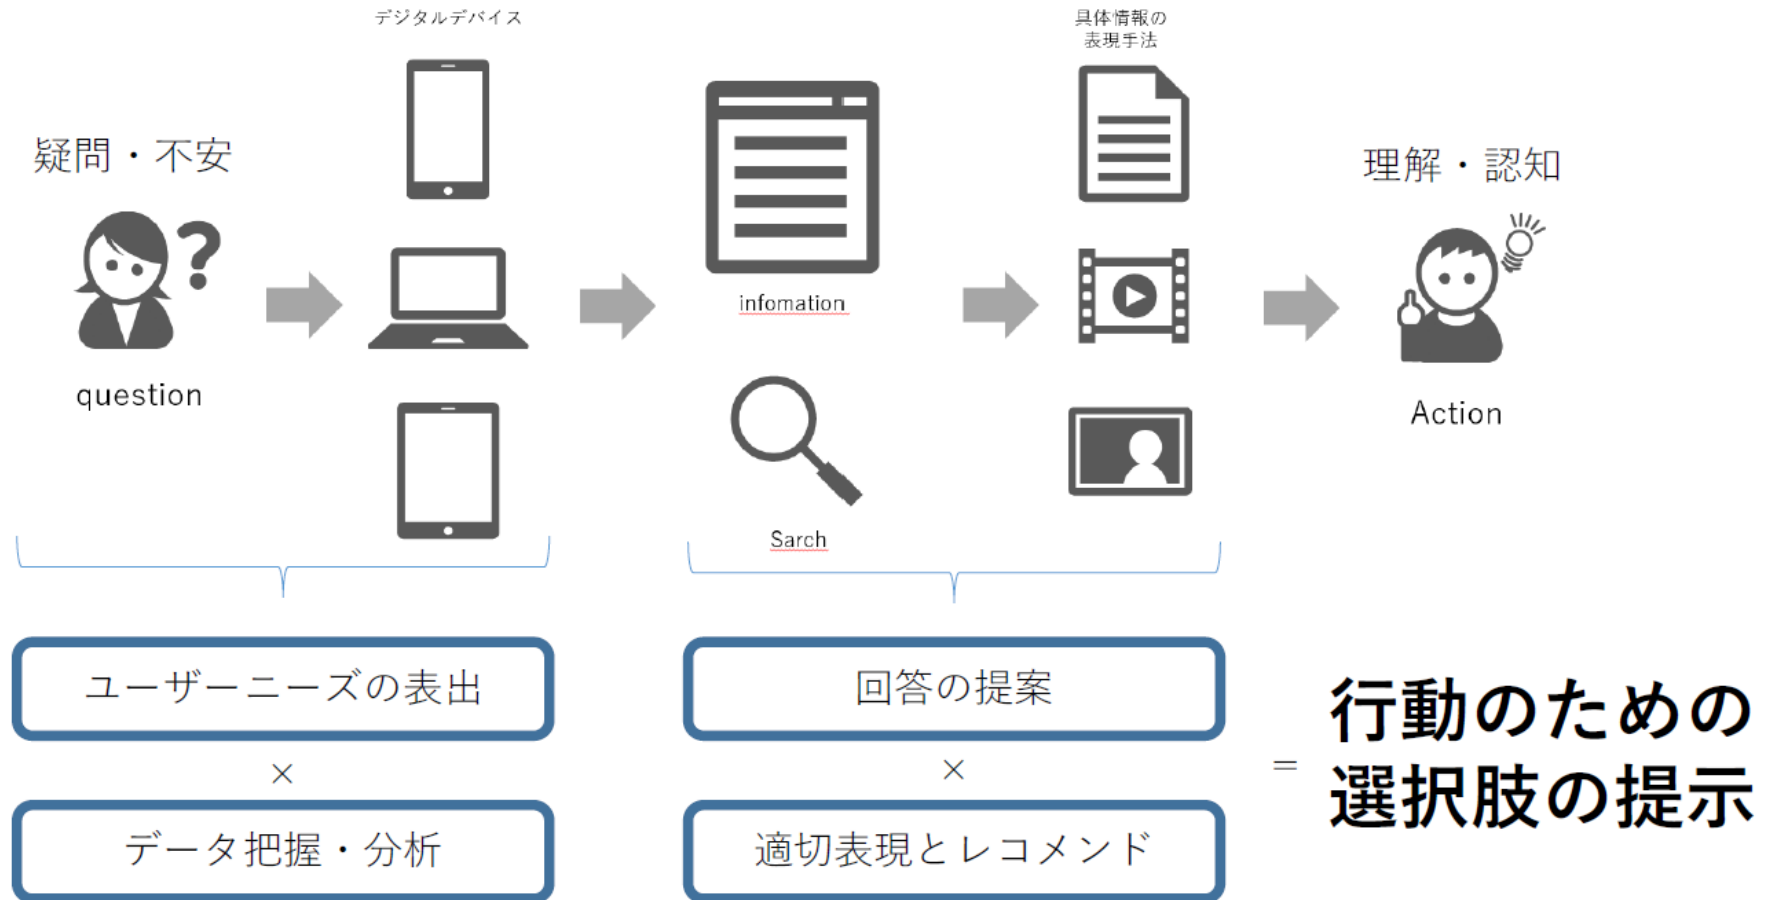 デジタルデバイス
具体情報の
表現手法
疑問・不安
理解・認知
infomation
question
Action
Sarch
ユーザーニーズの表出
回答の提案
×
×
=
行動のための
選択肢の提示
データ把握・分析
適切表現とレコメンド